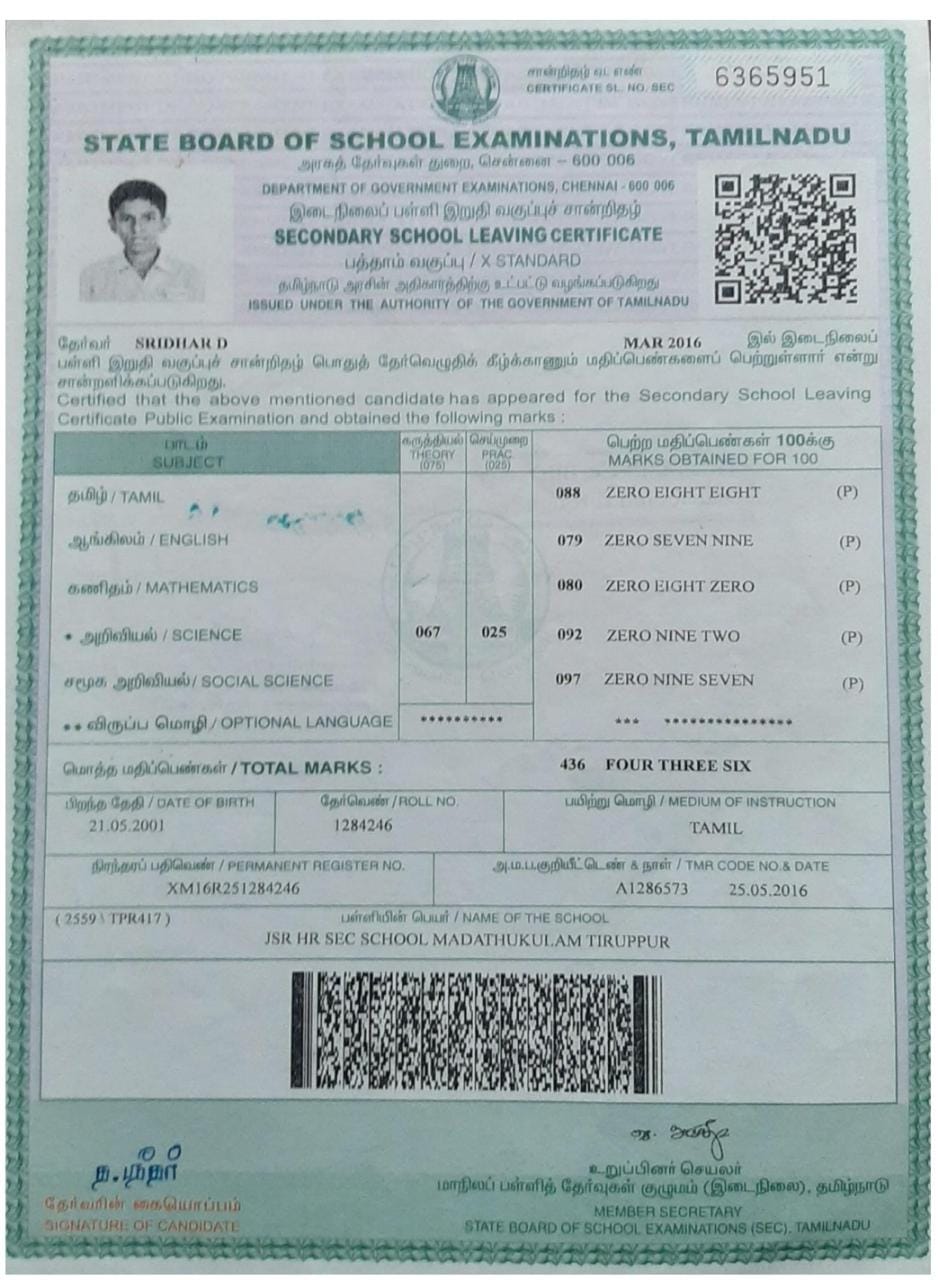 சான்றிதழ் வ. எண்
CERTIFICATE SL. NO. SEC 6365951
STATE BOARD OF SCHOOL EXAMINATIONS, TAMILNADU
அரசுத் தேர்வுகள் துறை, சென்னை – 600 006
DEPARTMENT OF GOVERNMENT EXAMINATIONS, CHENNAI - 600 006
இடைநிலைப் பள்ளி இறுதி வகுப்புச் சான்றிதழ்
SECONDARY SCHOOL LEAVING CERTIFICATE
பத்தாம் வகுப்பு / X STANDARD
தமிழ்நாடு அரசின் அதிகாரத்திற்கு உட்பட்டு வழங்கப்படுகிறது
ISSUED UNDER THE AUTHORITY OF THE GOVERNMENT OF TAMILNADU
தேர்வர் SRIDHAR D MAR 2016 இல் இடைநிலைப்
பள்ளி இறுதி வகுப்புச் சான்றிதழ் பொதுத் தேர்வெழுதிக் கீழ்க்காணும் மதிப்பெண்களைப் பெற்றுள்ளார் என்று
சான்றளிக்கப்படுகிறது.
Certified that the above mentioned candidate has appeared for the Secondary School Leaving
Certificate Public Examination and obtained the following marks :
பாடம் கருத்தியல் செய்முறை பெற்ற மதிப்பெண்கள் 100க்கு
SUBJECT THEORY PRAC. MARKS OBTAINED FOR 100
(075) (025)
தமிழ் / TAMIL 088 ZERO EIGHT EIGHT (P)
ஆங்கிலம் / ENGLISH 079 ZERO SEVEN NINE (P)
கணிதம் / MATHEMATICS 080 ZERO EIGHT ZERO (P)
* அறிவியல் / SCIENCE 067 025 092 ZERO NINE TWO (P)
சமூக அறிவியல் / SOCIAL SCIENCE 097 ZERO NINE SEVEN (P)
** விருப்ப மொழி / OPTIONAL LANGUAGE ********** *** ***************
மொத்த மதிப்பெண்கள் / TOTAL MARKS : 436 FOUR THREE SIX
பிறந்த தேதி / DATE OF BIRTH தேர்வெண் / ROLL NO. பயிற்று மொழி / MEDIUM OF INSTRUCTION
21.05.2001 1284246 TAMIL
நிரந்தரப் பதிவெண் / PERMANENT REGISTER NO. அ.ம.ப.குறியீட்டெண் & நாள் / TMR CODE NO.& DATE
XM16R251284246 A1286573 25.05.2016
( 2559 \ TPR417 ) பள்ளியின் பெயர் / NAME OF THE SCHOOL
JSR HR SEC SCHOOL MADATHUKULAM TIRUPPUR
உறுப்பினர் செயலர்
தேர்வரின் கையொப்பம் மாநிலப் பள்ளித் தேர்வுகள் குழுமம் (இடைநிலை), தமிழ்நாடு
MEMBER SECRETARY
SIGNATURE OF CANDIDATE STATE BOARD OF SCHOOL EXAMINATIONS (SEC), TAMILNADU